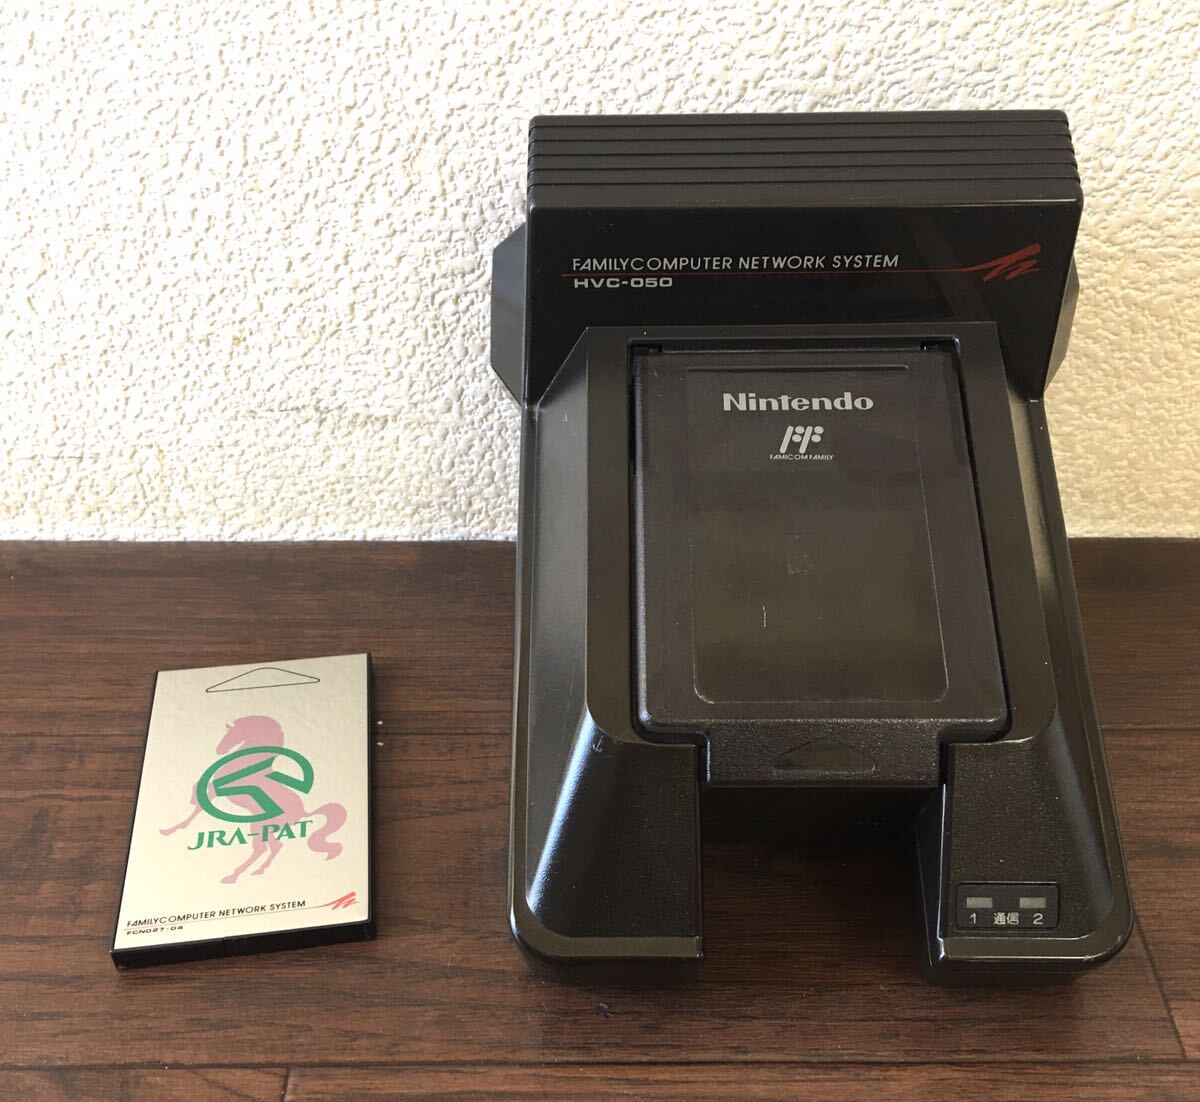 FAMILYCOMPUTER NETWORK SYSTEM
HVC-050
Nintendo
FAMICOM FAMILY
1 通信 2
JRA-PAT
FAMILYCOMPUTER NETWORK SYSTEM
FCN027-04